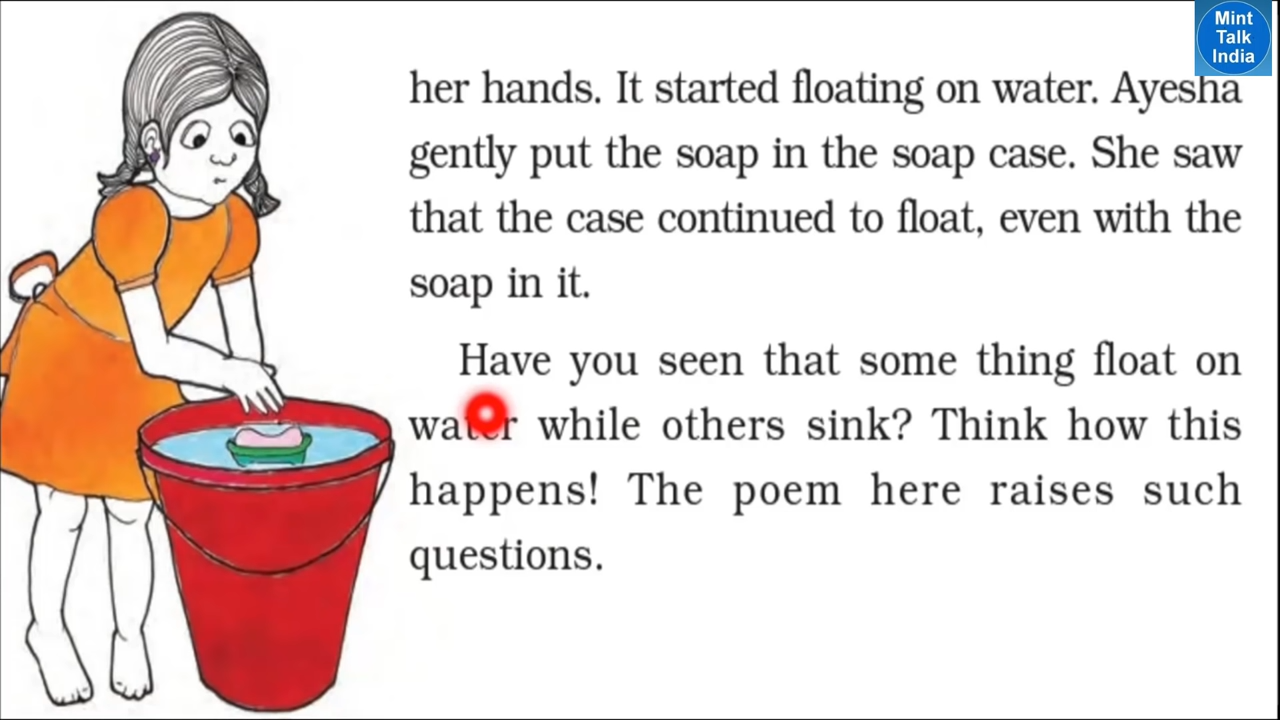 Mint
Talk
India
her hands. It started floating on water. Ayesha
gently put the soap in the soap case. She saw
that the case continued to float, even with the
soap in it.
Have you seen that some thing float on
water while others sink? Think how this
happens! The poem here raises such
questions.